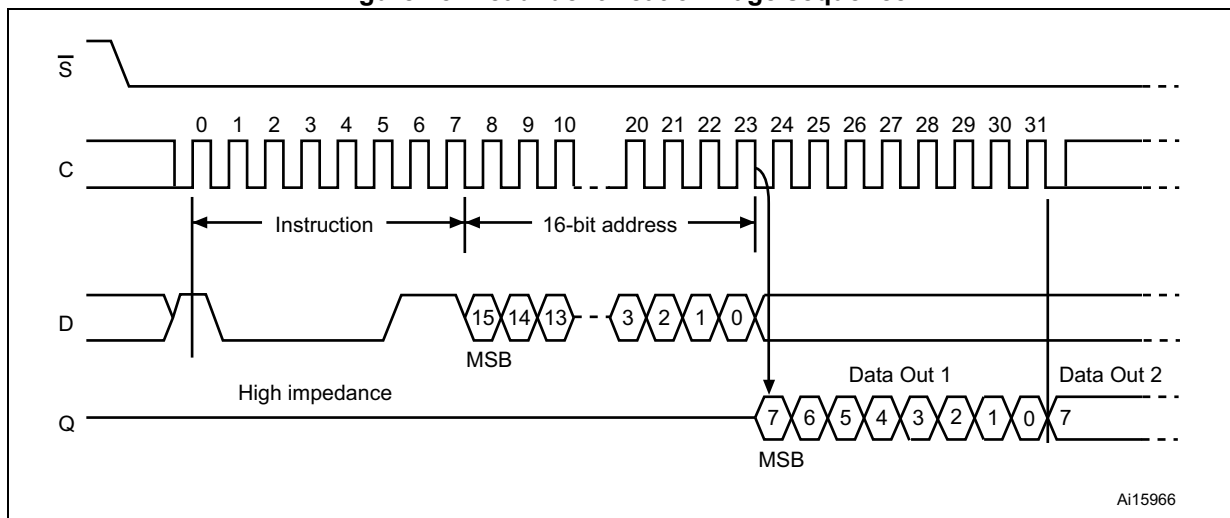 S
0 1 2 3 4 5 6 7 8 9 10 20 21 22 23 24 25 26 27 28 29 30 31
C
Instruction 16-bit address
D
15 14 13 3 2 1 0
MSB
High impedance
Data Out 1 Data Out 2
Q
7 6 5 4 3 2 1 0 7
MSB
Ai15966